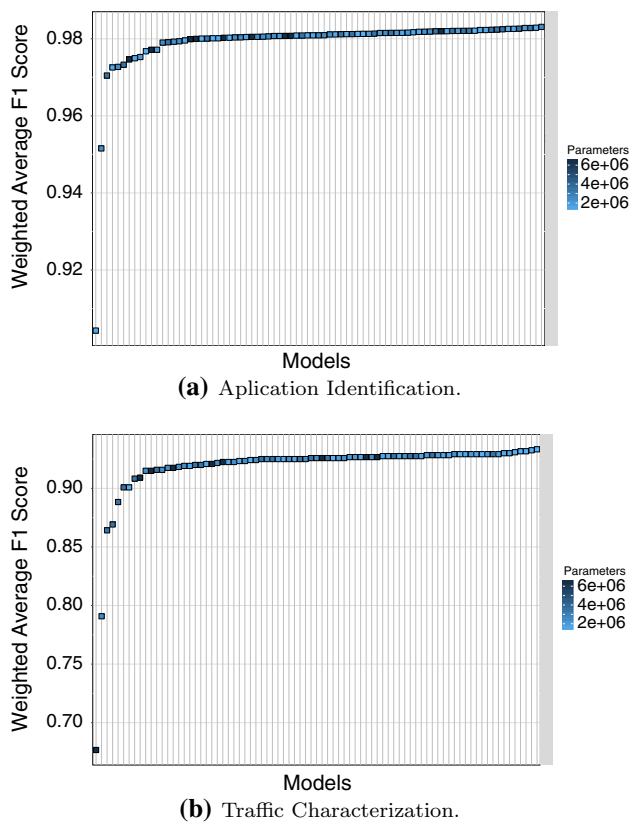 Weighted Average F1 Score
0.98
0.96
0.94
0.92
Parameters
6e+06
4e+06
2e+06
Models
(a) Aplication Identification.
Weighted Average F1 Score
0.90
0.85
0.80
0.75
0.70
Parameters
6e+06
4e+06
2e+06
Models
(b) Traffic Characterization.